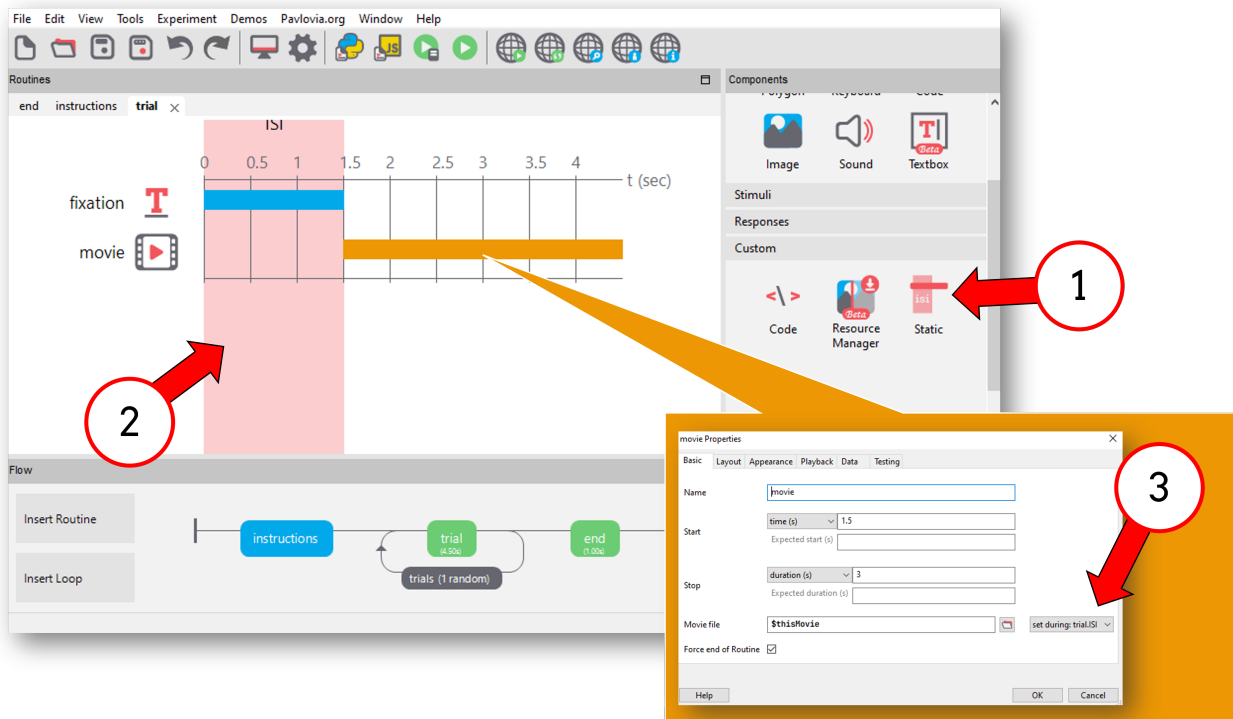 File Edit View Tools Experiment Demos Pavlovia.org Window Help
JS
Routines
Components
end instructions trial
Polygon Keyboard Code
ISI
0 0.5 1 1.5 2 2.5 3 3.5 4
t (sec)
fixation T
movie
Image Sound Textbox
T
Beta
Stimuli
Responses
Custom
isi
Beta
Code Resource Manager Static
1
2
Flow
Insert Routine
Insert Loop
instructions
trial
(4.50s)
end
(1.00s)
trials (1 random)
movie Properties
Basic Layout Appearance Playback Data Testing
Name movie
Start time (s) 1.5
Expected start (s)
Stop duration (s) 3
Expected duration (s)
Movie file $thisMovie set during: trial.ISI
Force end of Routine
Help OK Cancel
3